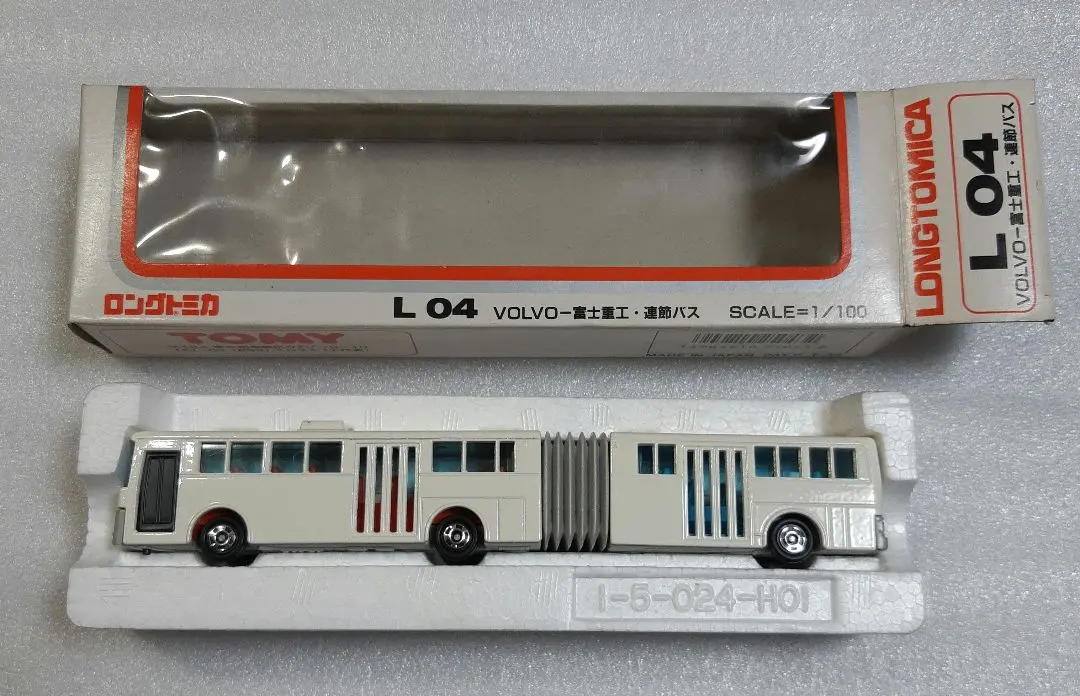 ロングトミカ
L 04 VOLVO－富士重工・連節バス SCALE=1/100
LONGTOMICA
L 04
VOLVO－富士重工・連節バス
TOMY
MADE IN JAPAN
1-5-024-H01